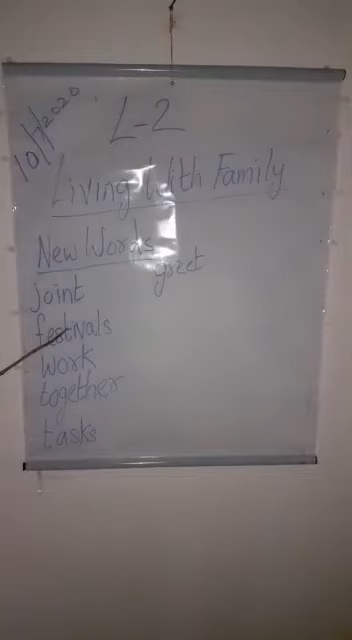 10/7/2020
L-2
Living With Family
New Words
greet
joint
festivals
work
together
tasks